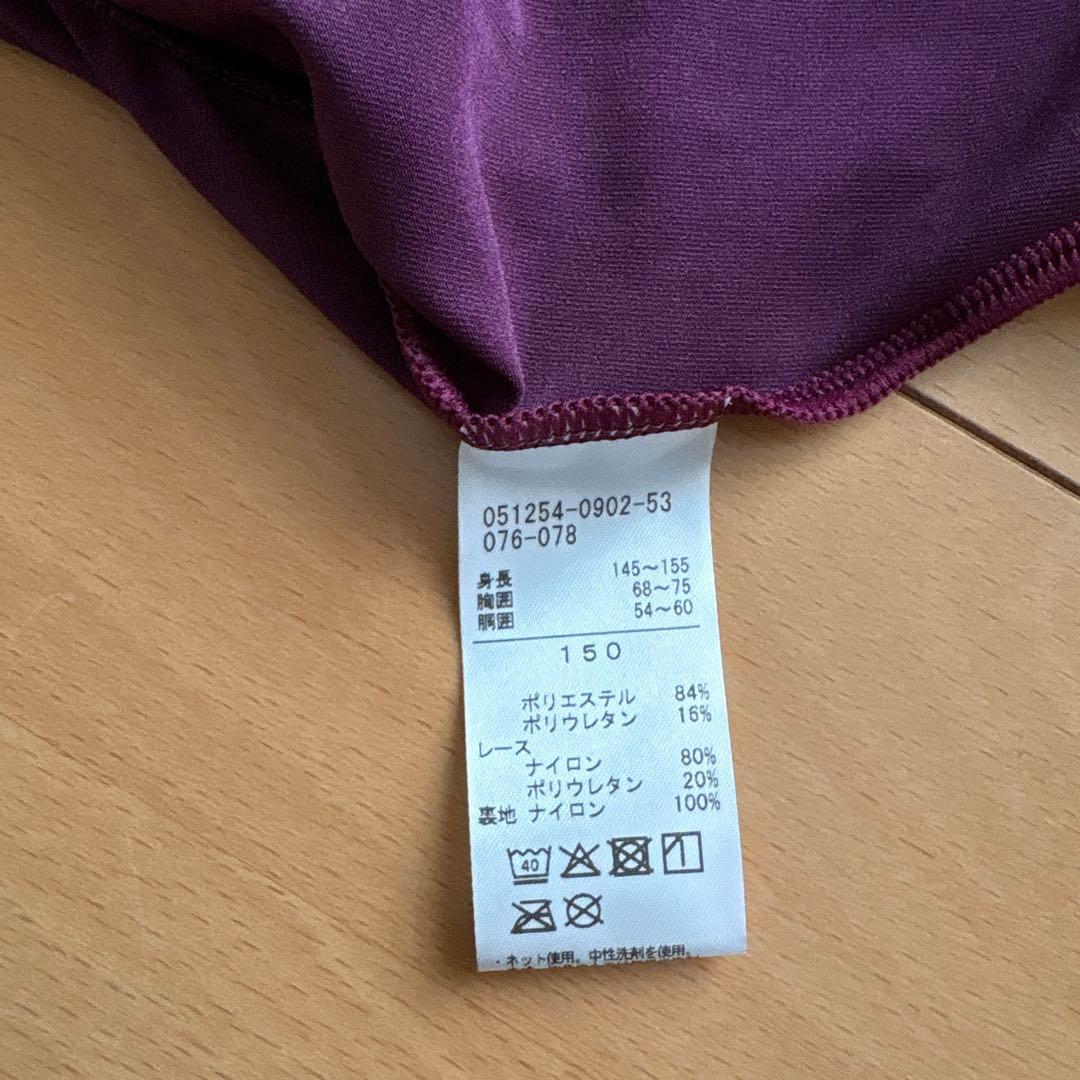 051254-0902-53
076-078
身長 145～155
胸囲 68～75
胴囲 54～60
150
ポリエステル 84%
ポリウレタン 16%
レース
ナイロン 80%
ポリウレタン 20%
裏地 ナイロン 100%
40
・ネット使用。中性洗剤を使用。